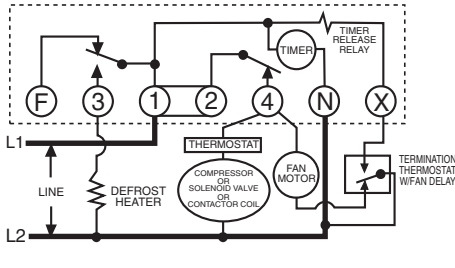 TIMER
RELEASE
RELAY
TIMER
F
3
1
2
4
N
X
L1
THERMOSTAT
COMPRESSOR
OR
SOLENOID VALVE
OR
CONTACTOR COIL
FAN
MOTOR
TERMINATION
THERMOSTAT
W/FAN DELAY
LINE
DEFROST
HEATER
L2